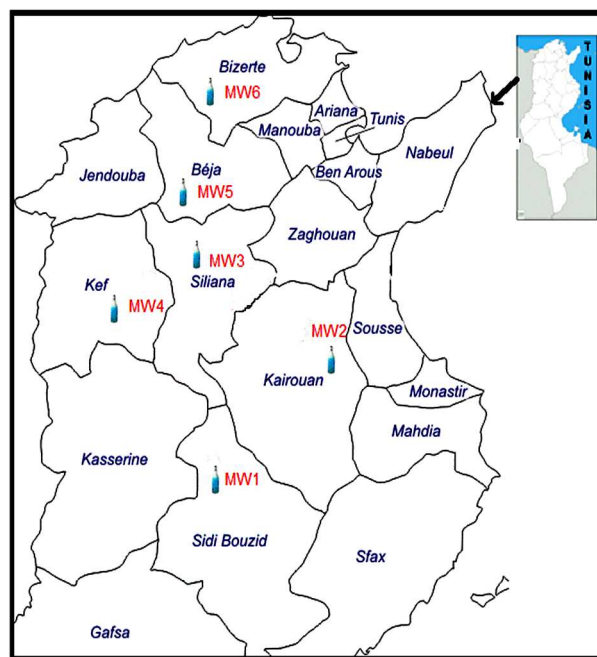 Bizerte
MW6
Ariana
Tunis
Manouba
Nabeul
Béja
Jendouba
MW5
Ben Arous
Zaghouan
MW3
Kef
Siliana
MW4
MW2
Sousse
Kairouan
Monastir
Mahdia
Kasserine
MW1
Sidi Bouzid
Sfax
Gafsa
TUNISIA